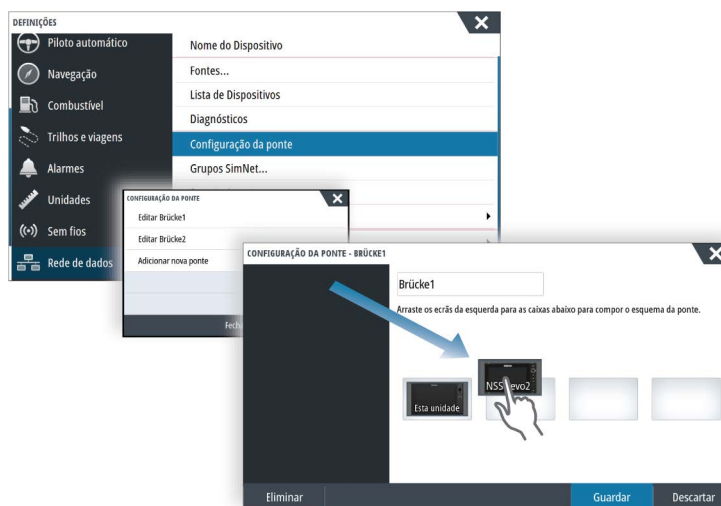 DEFINIÇÕES
Piloto automático
Navegação
Combustível
Trilhos e viagens
Alarmes
Unidades
Sem fios
Rede de dados
Nome do Dispositivo
Fontes...
Lista de Dispositivos
Diagnósticos
Configuração da ponte
Grupos SimNet...
CONFIGURAÇÃO DA PONTE
Editar Brücke1
Editar Brücke2
Adicionar nova ponte
CONFIGURAÇÃO DA PONTE - BRÜCKE1
Brücke1
Arraste os ecrãs da esquerda para as caixas abaixo para compor o esquema da ponte.
Esta unidade
NSS evo2
Eliminar
Guardar
Descartar